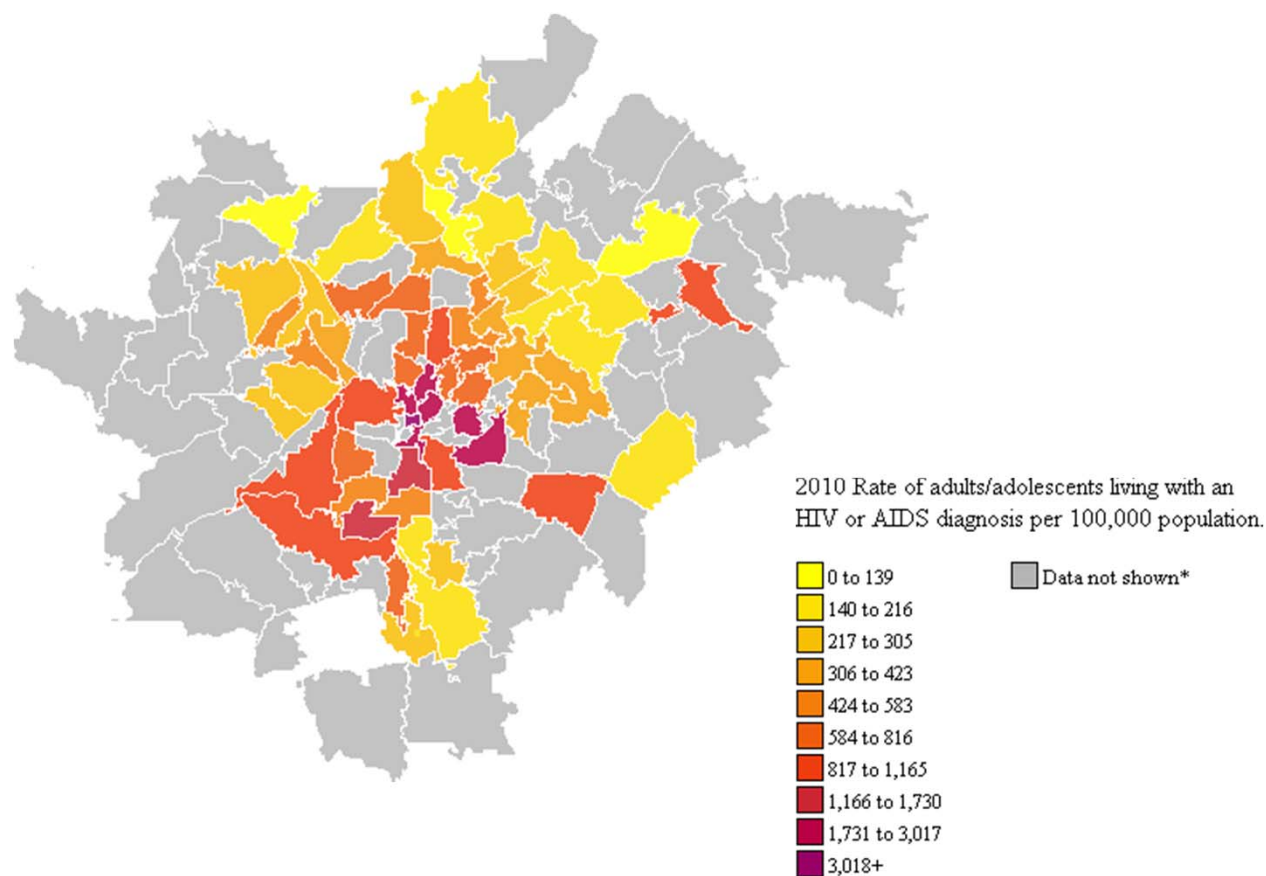 2010 Rate of adults/adolescents living with an
HIV or AIDS diagnosis per 100,000 population.
0 to 139
140 to 216
217 to 305
306 to 423
424 to 583
584 to 816
817 to 1,165
1,166 to 1,730
1,731 to 3,017
3,018+
Data not shown*